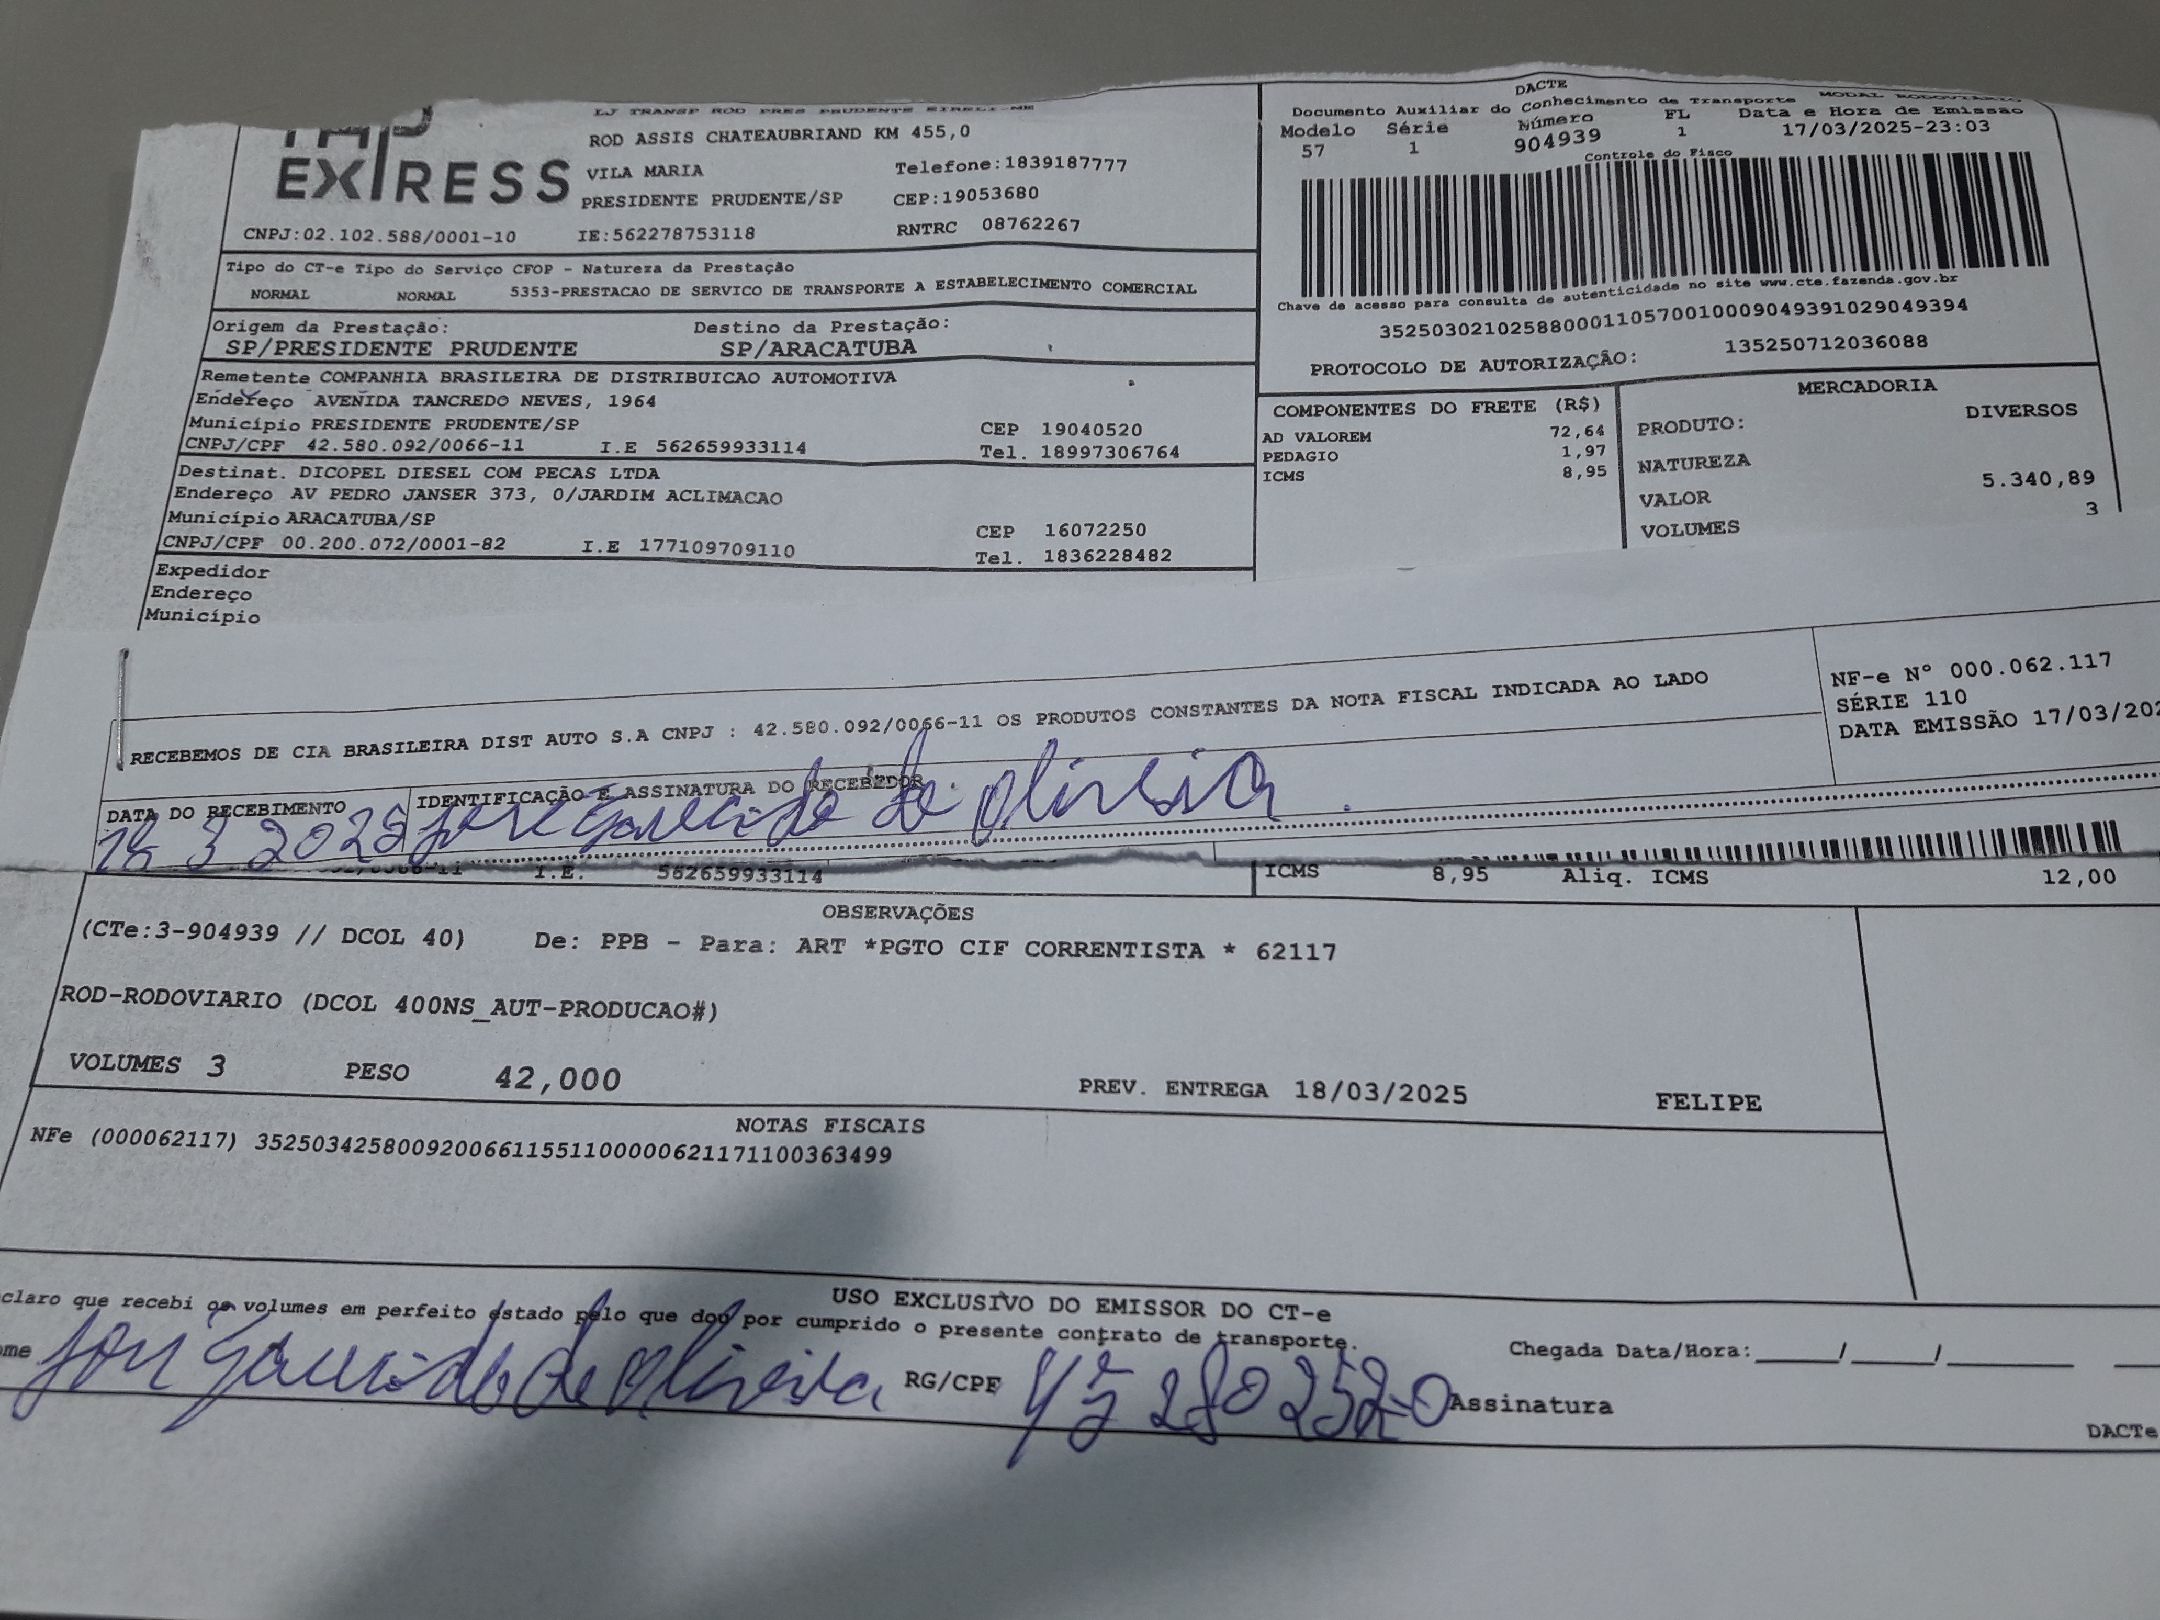 EXPRESS
LJ TRANSP ROD PRES PRUDENTE EIRELI-ME
ROD ASSIS CHATEAUBRIAND KM 455,0
VILA MARIA Telefone:1839187777
PRESIDENTE PRUDENTE/SP CEP:19053680
CNPJ:02.102.588/0001-10 IE:562278753118 RNTRC 08762267
DACTE MODAL RODOVIÁRIO
Documento Auxiliar do Conhecimento de Transporte
Modelo Série Número FL Data e Hora de Emissão
57 1 904939 1 17/03/2025-23:03
Controle do Fisco
Chave de acesso para consulta de autenticidade no site www.cte.fazenda.gov.br
35250302102588000110570010009049391029049394
PROTOCOLO DE AUTORIZAÇÃO: 135250712036088
Tipo do CT-e Tipo do Serviço CFOP - Natureza da Prestação
NORMAL NORMAL 5353-PRESTACAO DE SERVICO DE TRANSPORTE A ESTABELECIMENTO COMERCIAL
Origem da Prestação: Destino da Prestação:
SP/PRESIDENTE PRUDENTE SP/ARACATUBA
Remetente COMPANHIA BRASILEIRA DE DISTRIBUICAO AUTOMOTIVA
Endereço AVENIDA TANCREDO NEVES, 1964
Município PRESIDENTE PRUDENTE/SP CEP 19040520
CNPJ/CPF 42.580.092/0066-11 I.E 562659933114 Tel. 18997306764
Destinat. DICOPEL DIESEL COM PECAS LTDA
Endereço AV PEDRO JANSER 373, 0/JARDIM ACLIMACAO
Município ARACATUBA/SP CEP 16072250
CNPJ/CPF 00.200.072/0001-82 I.E 177109709110 Tel. 1836228482
Expedidor
Endereço
Município
COMPONENTES DO FRETE (R$)
AD VALOREM 72,64
PEDAGIO 1,97
ICMS 8,95
MERCADORIA
PRODUTO: DIVERSOS
NATUREZA
VALOR 5.340,89
VOLUMES 3
RECEBEMOS DE CIA BRASILEIRA DIST AUTO S.A CNPJ : 42.580.092/0066-11 OS PRODUTOS CONSTANTES DA NOTA FISCAL INDICADA AO LADO
NF-e Nº 000.062.117
SÉRIE 110
DATA EMISSÃO 17/03/202
DATA DO RECEBIMENTO IDENTIFICAÇÃO E ASSINATURA DO RECEBEDOR
18 3 2025 de Oliveira
I.E. 562659933114 ICMS 8,95 Aliq. ICMS 12,00
OBSERVAÇÕES
(CTe:3-904939 // DCOL 40) De: PPB - Para: ART *PGTO CIF CORRENTISTA * 62117
ROD-RODOVIARIO (DCOL 400NS_AUT-PRODUCAO#)
VOLUMES 3 PESO 42,000 PREV. ENTREGA 18/03/2025 FELIPE
NOTAS FISCAIS
NFe (000062117) 35250342580092006611551100000621171100363499
USO EXCLUSIVO DO EMISSOR DO CT-e
claro que recebi os volumes em perfeito estado pelo que dou por cumprido o presente contrato de transporte.
ome de Oliveira RG/CPF Assinatura
Chegada Data/Hora:_____/_____/_______
DACTe